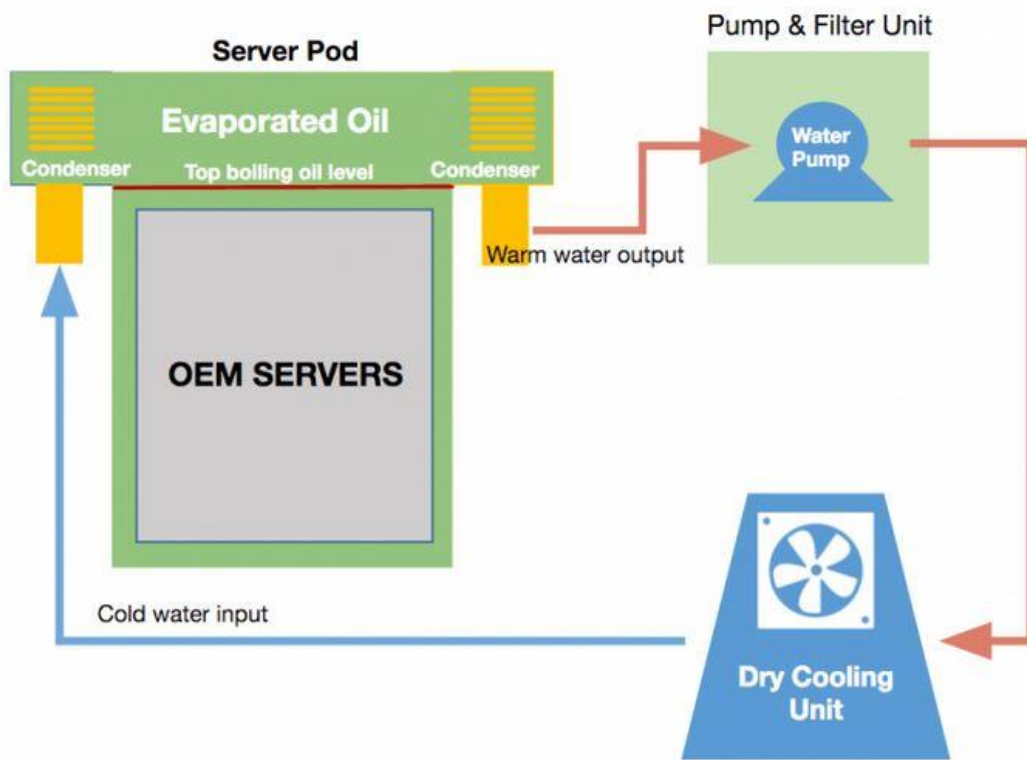 Pump & Filter Unit
Server Pod
Evaporated Oil
Water
Pump
Condenser
Top boiling oil level
Condenser
Warm water output
OEM SERVERS
Cold water input
Dry Cooling
Unit